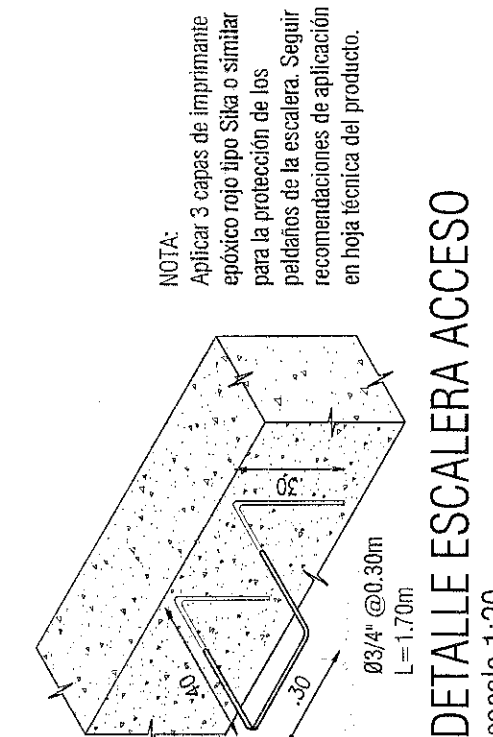 NOTA:
Aplicar 3 capas de imprimante
epóxico rojo tipo Sika o similar
para la protección de los
peldaños de la escalera. Seguir
recomendaciones de aplicación
en hoja técnica del producto.
.30
.40
.30
Ø3/4" @0.30m
L=1.70m
DETALLE ESCALERA ACCESO
escala 1:20